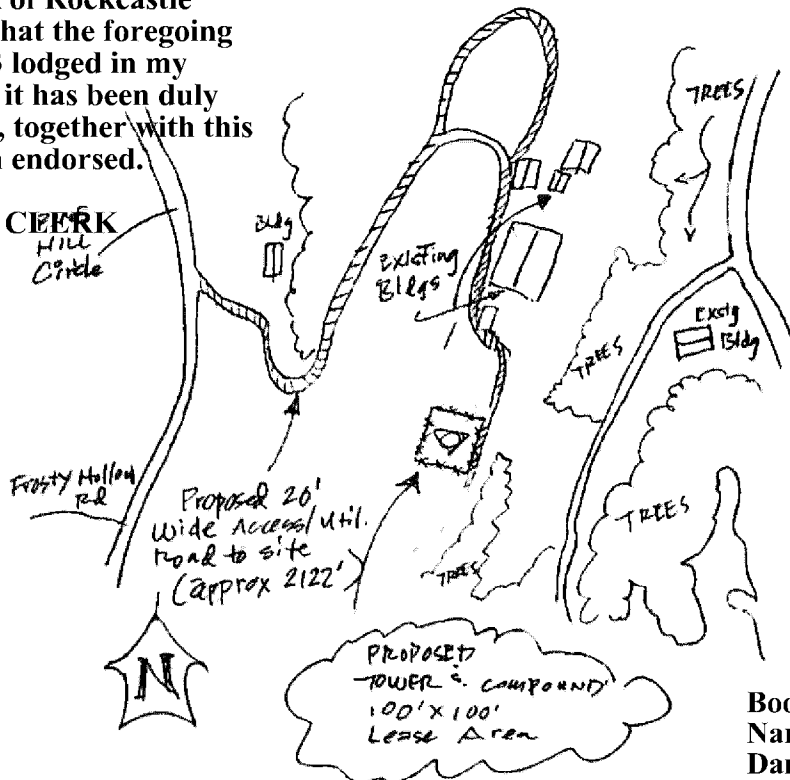 of Rockcastle
hat the foregoing
lodged in my
it has been duly
, together with this
endorsed.
CLERK
HILL
Circle
Bldg
Existing
Bldgs
TREES
Exstg
Bldg
TREES
TREES
TREES
Frosty Hollow
Rd
Proposed 20'
Wide Access/Util.
Road to site
(approx 2122')
N
PROPOSED
TOWER & COMPOUND
100' X 100'
Lease Area
Boo
Nar
Dar